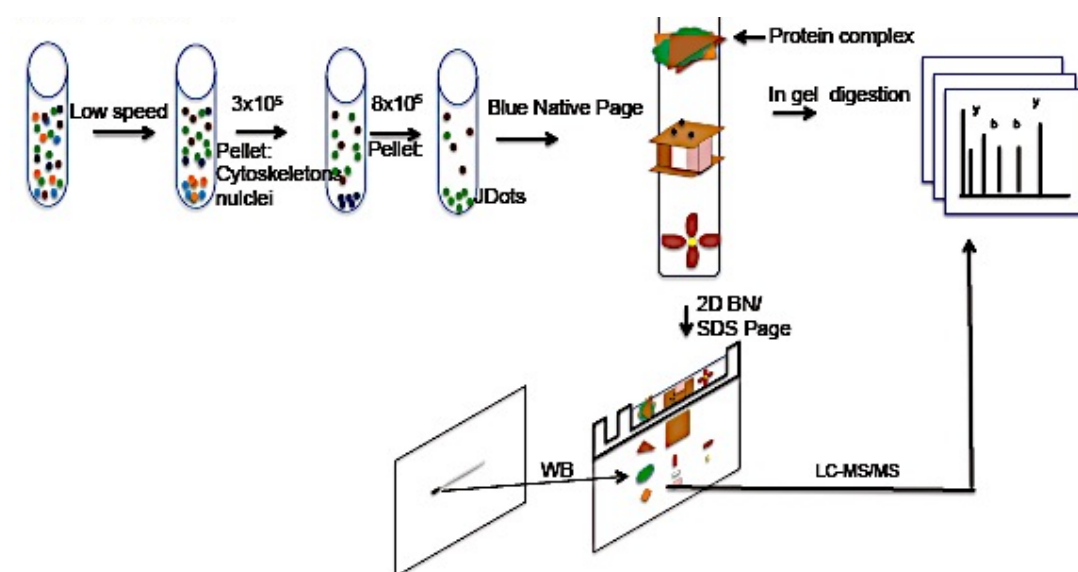 Low speed
3x10⁵
Pellet:
Cytoskeletons
nulclei
8x10⁵
Pellet:
JDots
Blue Native Page
Protein complex
In gel digestion
y
b
b
y
2D BN/
SDS Page
WB
LC-MS/MS